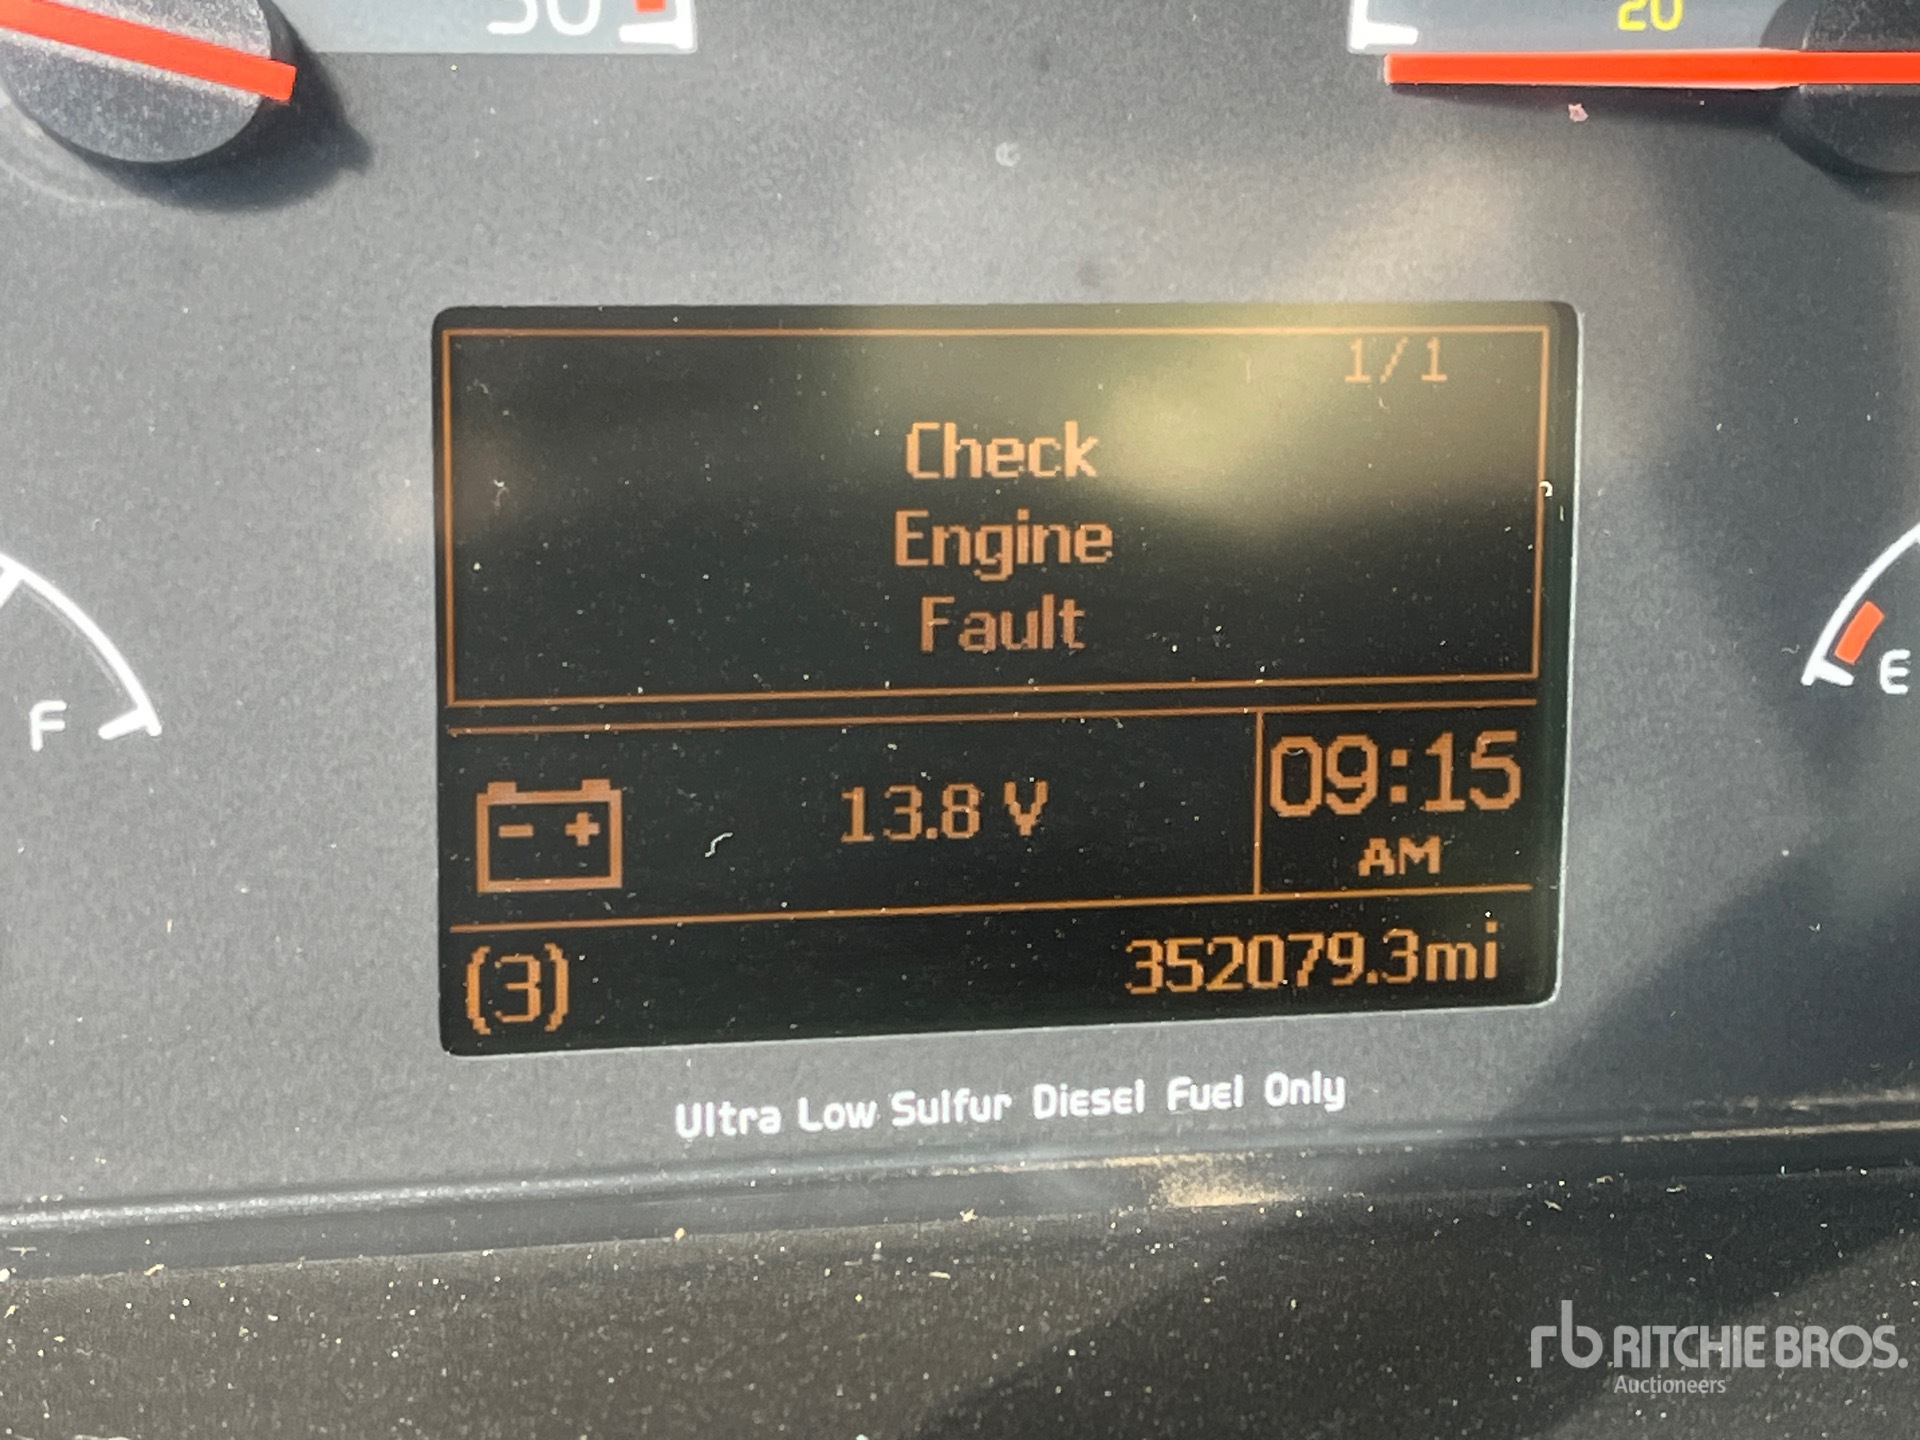 20
1/1
Check
Engine
Fault
13.8 V
09:15
AM
(3)
352079.3mi
F
E
Ultra Low Sulfur Diesel Fuel Only
rb RITCHIE BROS.
Auctioneers